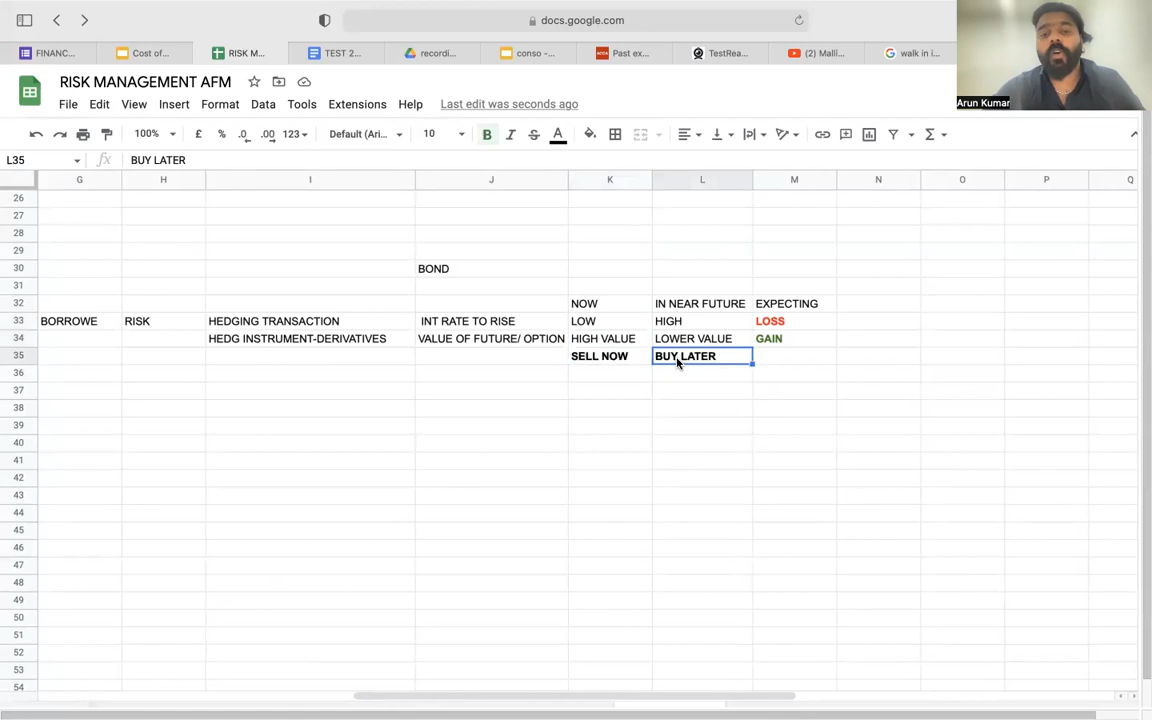 docs.google.com
FINANC...
Cost of...
RISK M...
TEST 2...
recordi...
conso -...
Past ex...
TestRea...
(2) Malli...
walk in i...
RISK MANAGEMENT AFM
File Edit View Insert Format Data Tools Extensions Help Last edit was seconds ago
100% £ % .0 .00 123 Default (Ari... 10 B I S A
L35 fx BUY LATER
G H I J K L M N O P Q
26
27
28
29
30 BOND
31
32 NOW IN NEAR FUTURE EXPECTING
33 BORROWE RISK HEDGING TRANSACTION INT RATE TO RISE LOW HIGH LOSS
34 HEDG INSTRUMENT-DERIVATIVES VALUE OF FUTURE/ OPTION HIGH VALUE LOWER VALUE GAIN
35 SELL NOW BUY LATER
36
37
38
39
40
41
42
43
44
45
46
47
48
49
50
51
52
53
54
Arun Kumar